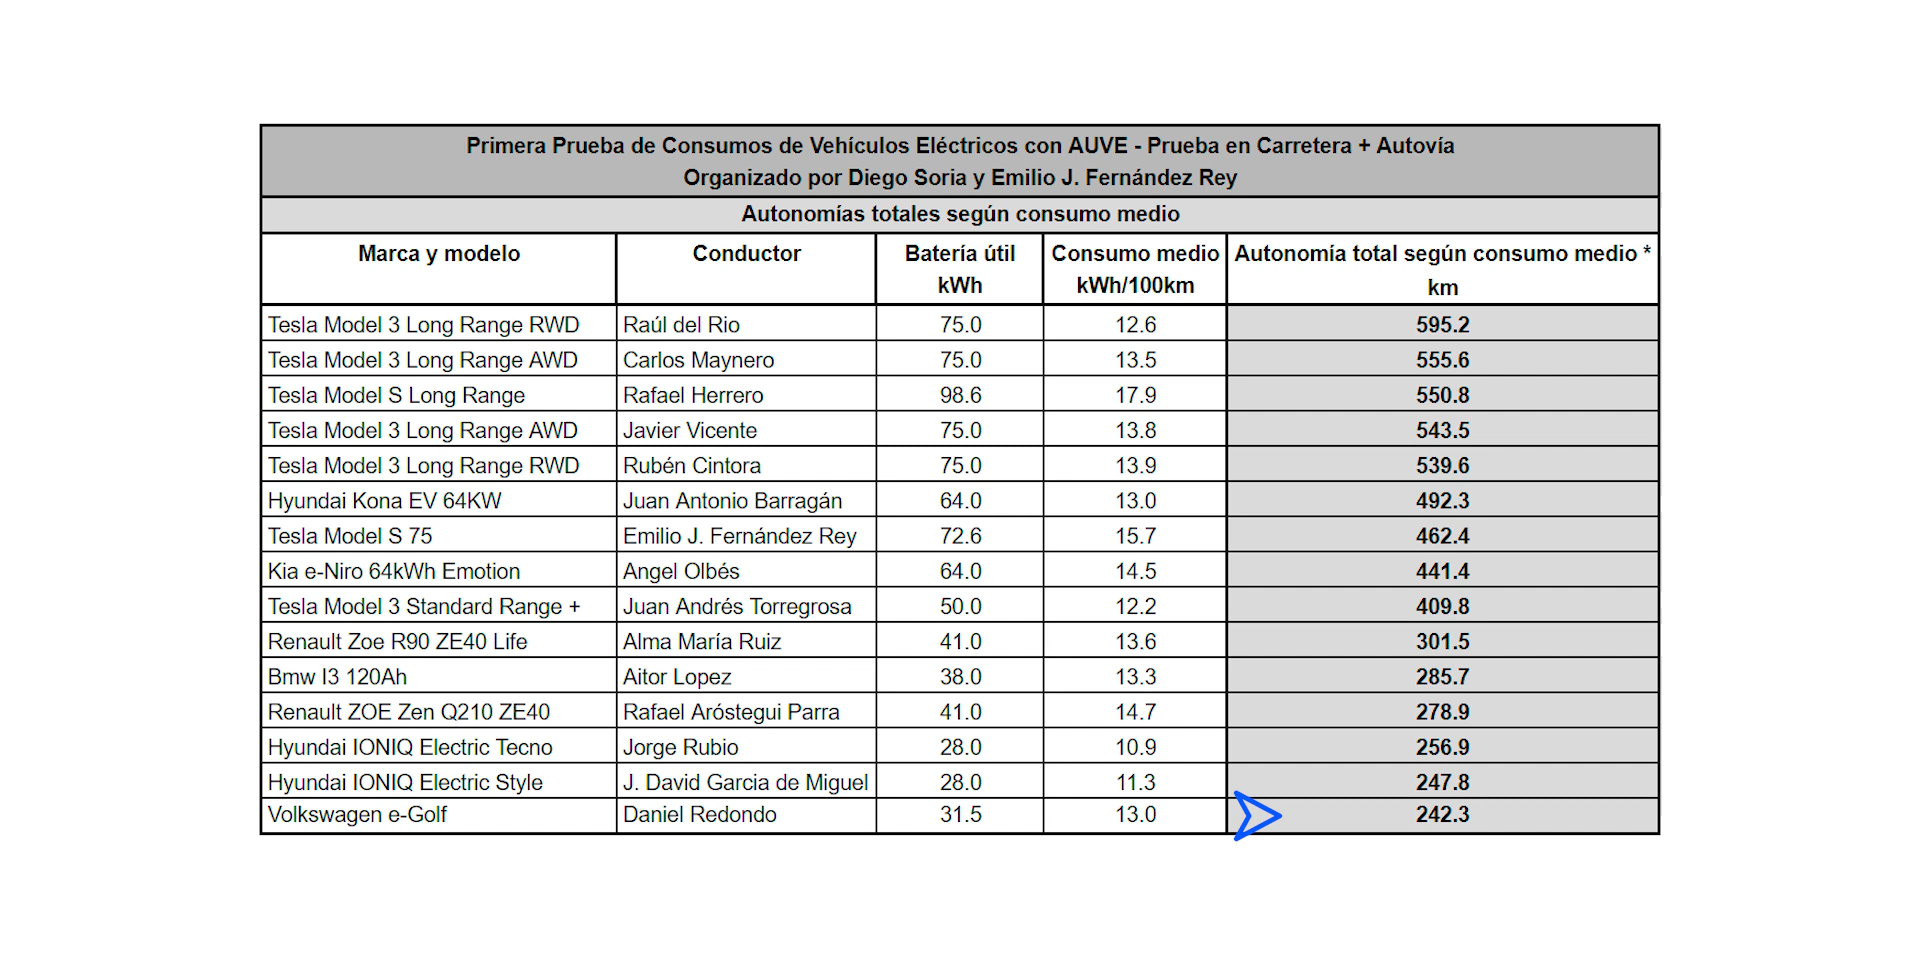 Primera Prueba de Consumos de Vehículos Eléctricos con AUVE - Prueba en Carretera + Autovía
Organizado por Diego Soria y Emilio J. Fernández Rey
Autonomías totales según consumo medio
Marca y modelo Conductor Batería útil kWh Consumo medio kWh/100km Autonomía total según consumo medio * km
Tesla Model 3 Long Range RWD Raúl del Rio 75.0 12.6 595.2
Tesla Model 3 Long Range AWD Carlos Maynero 75.0 13.5 555.6
Tesla Model S Long Range Rafael Herrero 98.6 17.9 550.8
Tesla Model 3 Long Range AWD Javier Vicente 75.0 13.8 543.5
Tesla Model 3 Long Range RWD Rubén Cintora 75.0 13.9 539.6
Hyundai Kona EV 64KW Juan Antonio Barragán 64.0 13.0 492.3
Tesla Model S 75 Emilio J. Fernández Rey 72.6 15.7 462.4
Kia e-Niro 64kWh Emotion Angel Olbés 64.0 14.5 441.4
Tesla Model 3 Standard Range + Juan Andrés Torregrosa 50.0 12.2 409.8
Renault Zoe R90 ZE40 Life Alma María Ruiz 41.0 13.6 301.5
Bmw I3 120Ah Aitor Lopez 38.0 13.3 285.7
Renault ZOE Zen Q210 ZE40 Rafael Aróstegui Parra 41.0 14.7 278.9
Hyundai IONIQ Electric Tecno Jorge Rubio 28.0 10.9 256.9
Hyundai IONIQ Electric Style J. David Garcia de Miguel 28.0 11.3 247.8
Volkswagen e-Golf Daniel Redondo 31.5 13.0 242.3